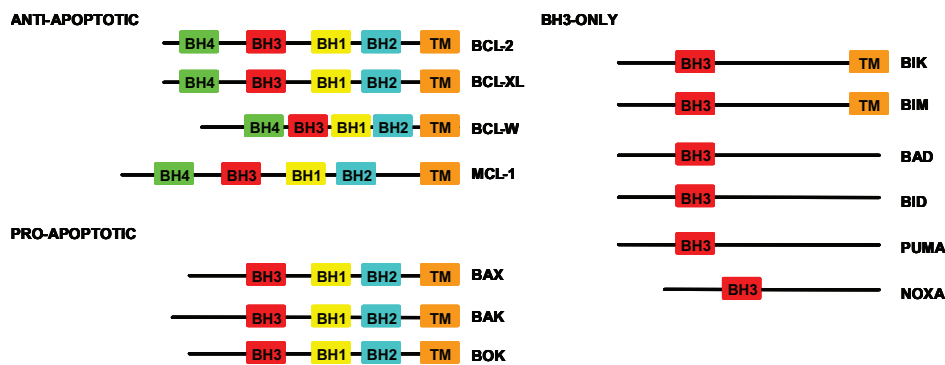 ANTI-APOPTOTIC
BH4 BH3 BH1 BH2 TM BCL-2
BH4 BH3 BH1 BH2 TM BCL-XL
BH4 BH3 BH1 BH2 TM BCL-W
BH4 BH3 BH1 BH2 TM MCL-1
PRO-APOPTOTIC
BH3 BH1 BH2 TM BAX
BH3 BH1 BH2 TM BAK
BH3 BH1 BH2 TM BOK
BH3-ONLY
BH3 TM BIK
BH3 TM BIM
BH3 BAD
BH3 BID
BH3 PUMA
BH3 NOXA